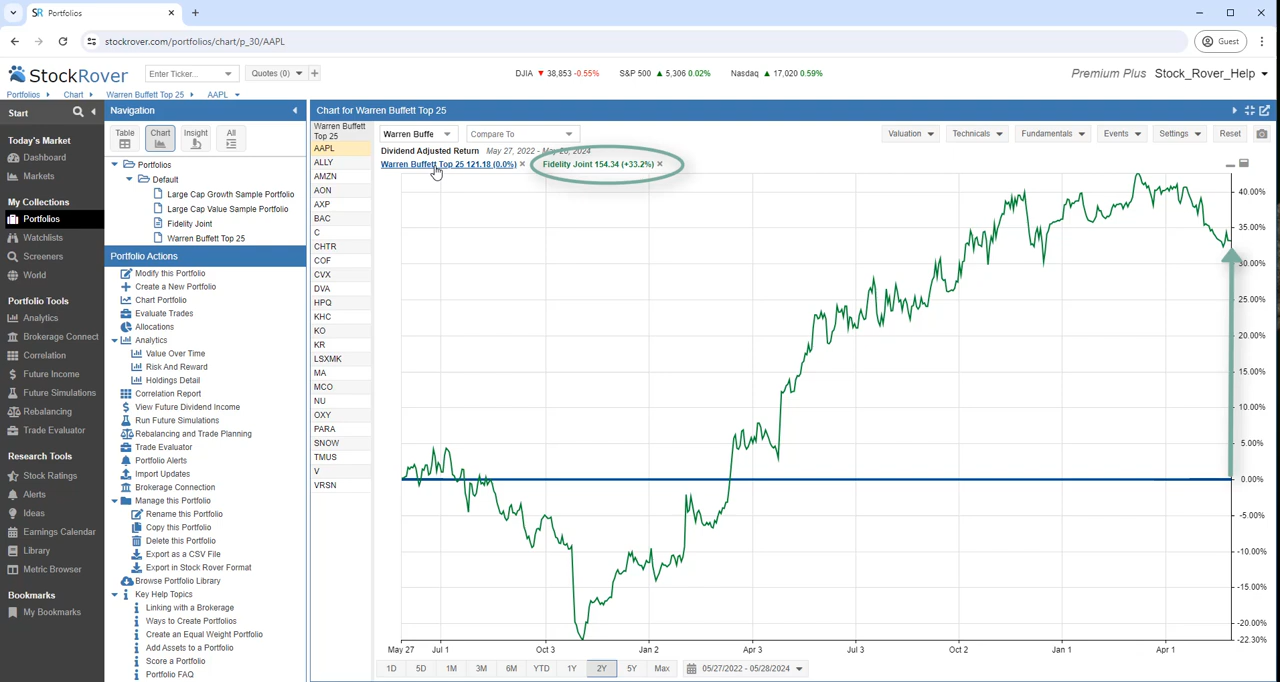 SR Portfolios
stockrover.com/portfolios/chart/p_30/AAPL
Guest
StockRover
Enter Ticker...
Quotes (0)
DJIA ▼ 38,853 -0.55% S&P 500 ▲ 5,306 0.02% Nasdaq ▲ 17,020 0.59%
Premium Plus Stock_Rover_Help
Portfolios Chart Warren Buffett Top 25 AAPL
Start
Today's Market
Dashboard
Markets
My Collections
Portfolios
Watchlists
Screeners
World
Portfolio Tools
Analytics
Brokerage Connect
Correlation
Future Income
Future Simulations
Rebalancing
Trade Evaluator
Research Tools
Stock Ratings
Alerts
Ideas
Earnings Calendar
Library
Metric Browser
Bookmarks
My Bookmarks
Navigation
Table Chart Insight All
Portfolios
Default
Large Cap Growth Sample Portfolio
Large Cap Value Sample Portfolio
Fidelity Joint
Warren Buffett Top 25
Portfolio Actions
Modify this Portfolio
Create a New Portfolio
Chart Portfolio
Evaluate Trades
Allocations
Analytics
Value Over Time
Risk And Reward
Holdings Detail
Correlation Report
View Future Dividend Income
Run Future Simulations
Rebalancing and Trade Planning
Trade Evaluator
Portfolio Alerts
Import Updates
Brokerage Connection
Manage this Portfolio
Rename this Portfolio
Copy this Portfolio
Delete this Portfolio
Export as a CSV File
Export in Stock Rover Format
Browse Portfolio Library
Key Help Topics
Linking with a Brokerage
Ways to Create Portfolios
Create an Equal Weight Portfolio
Add Assets to a Portfolio
Score a Portfolio
Portfolio FAQ
Chart for Warren Buffett Top 25
Warren Buffett
Top 25
AAPL
ALLY
AMZN
AON
AXP
BAC
C
CHTR
COF
CVX
DVA
HPQ
KHC
KO
KR
LSXMK
MA
MCO
NU
OXY
PARA
SNOW
TMUS
V
VRSN
Warren Buffe Compare To
Valuation Technicals Fundamentals Events Settings Reset
Dividend Adjusted Return May 27, 2022 - May 28, 2024
Warren Buffett Top 25 121.18 (0.0%) Fidelity Joint 154.34 (+33.2%)
40.00%
35.00%
30.00%
25.00%
20.00%
15.00%
10.00%
5.00%
0.00%
-5.00%
-10.00%
-15.00%
-20.00%
-22.30%
May 27 Jul 1 Oct 3 Jan 2 Apr 3 Jul 3 Oct 2 Jan 1 Apr 1
1D 5D 1M 3M 6M YTD 1Y 2Y 5Y Max 05/27/2022 - 05/28/2024